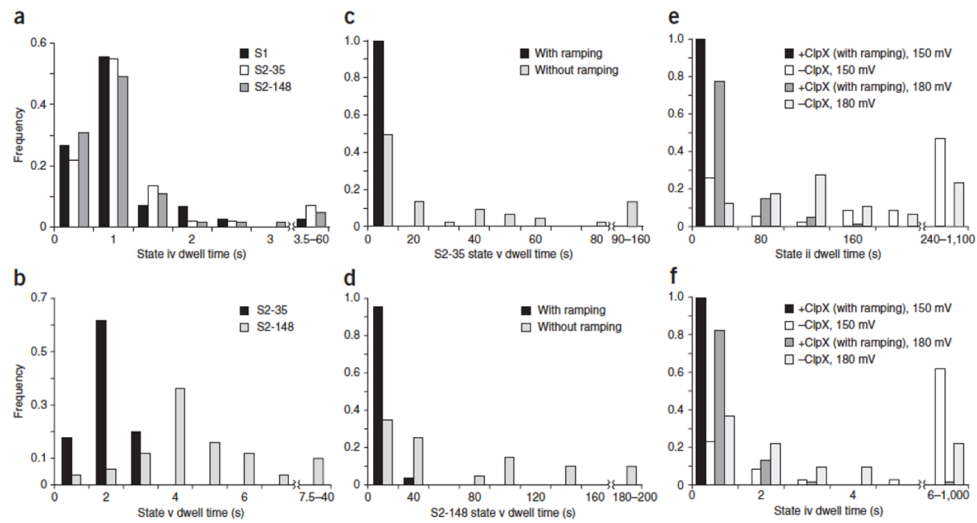 a
0.6
0.4
0.2
0
Frequency
S1
S2-35
S2-148
0 1 2 3 3.5–60
State iv dwell time (s)
b
0.7
0.5
0.3
0.1
0
Frequency
S2-35
S2-148
0 2 4 6 7.5–40
State v dwell time (s)
c
1.0
0.8
0.6
0.4
0.2
0
With ramping
Without ramping
0 20 40 60 80 90–160
S2-35 state v dwell time (s)
d
1.0
0.8
0.6
0.4
0.2
0
With ramping
Without ramping
0 40 80 120 160 180–200
S2-148 state v dwell time (s)
e
1.0
0.8
0.6
0.4
0.2
0
+ClpX (with ramping), 150 mV
–ClpX, 150 mV
+ClpX (with ramping), 180 mV
–ClpX, 180 mV
0 80 160 240–1,100
State ii dwell time (s)
f
1.0
0.8
0.6
0.4
0.2
0
+ClpX (with ramping), 150 mV
–ClpX, 150 mV
+ClpX (with ramping), 180 mV
–ClpX, 180 mV
0 2 4 6–1,000
State iv dwell time (s)